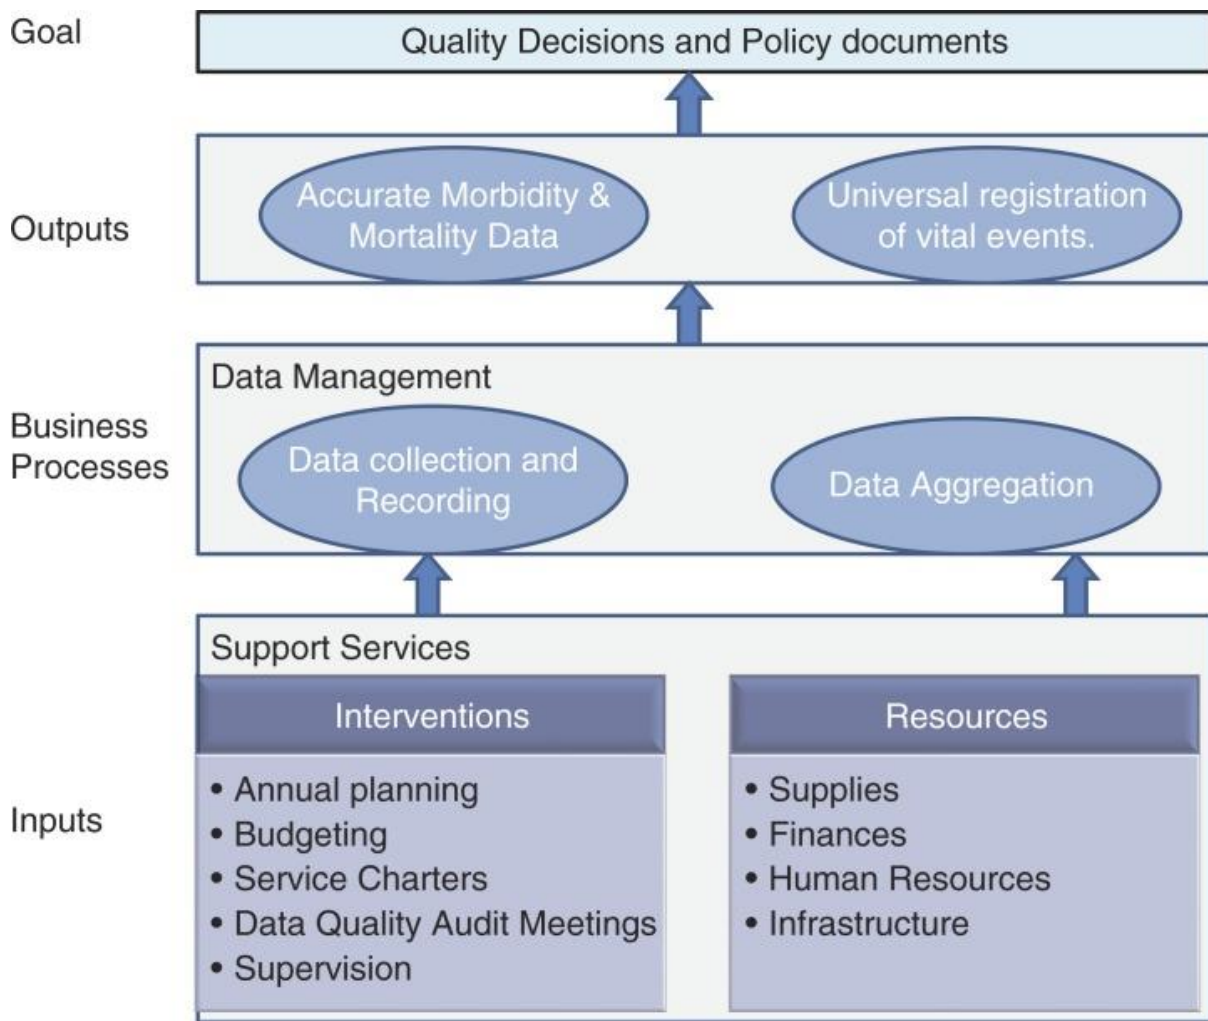 Goal
Quality Decisions and Policy documents
Outputs
Accurate Morbidity &
Mortality Data
Universal registration
of vital events.
Business
Processes
Data Management
Data collection and
Recording
Data Aggregation
Inputs
Support Services
Interventions
• Annual planning
• Budgeting
• Service Charters
• Data Quality Audit Meetings
• Supervision
Resources
• Supplies
• Finances
• Human Resources
• Infrastructure